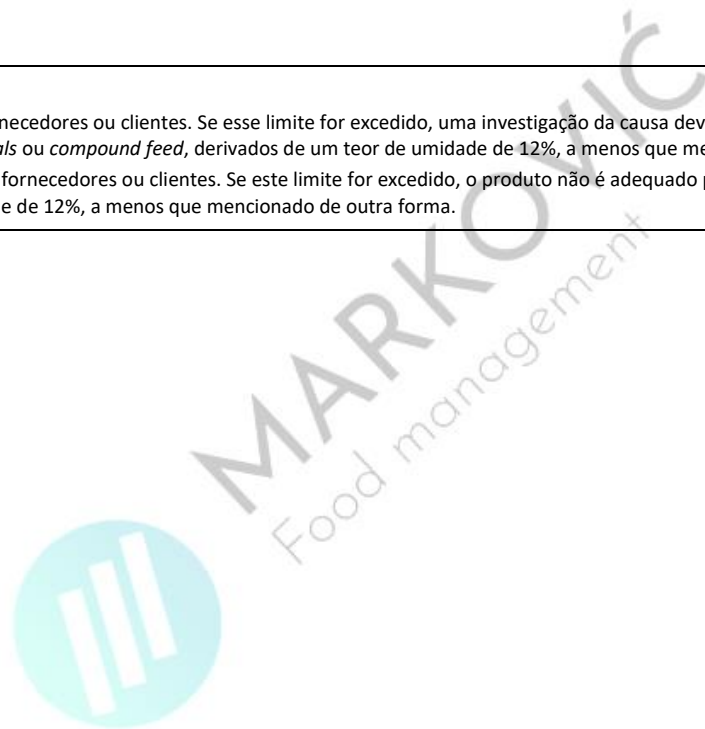 necedores ou clientes. Se esse limite for excedido, uma investigação da causa dev
als ou compound feed, derivados de um teor de umidade de 12%, a menos que me
fornecedores ou clientes. Se este limite for excedido, o produto não é adequado p
e de 12%, a menos que mencionado de outra forma.
MARKOVIĆ
Food management